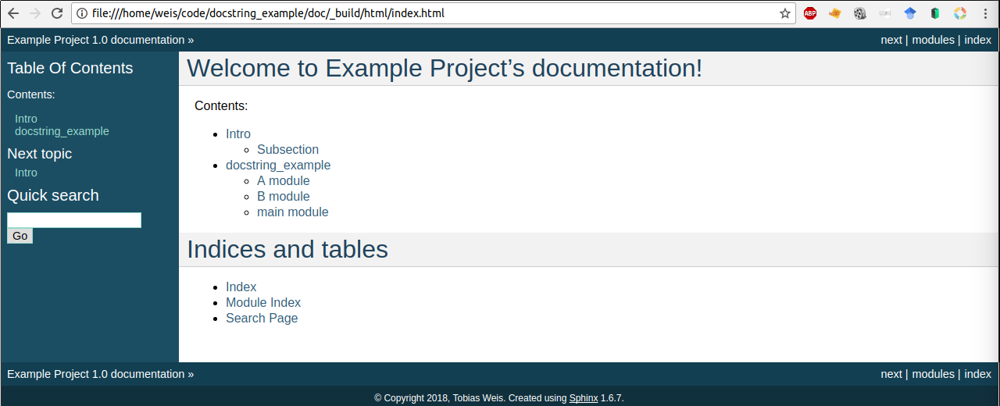 file:///home/weis/code/docstring_example/doc/_build/html/index.html
ABP
Example Project 1.0 documentation »
next | modules | index
Table Of Contents
Contents:
Intro
docstring_example
Next topic
Intro
Quick search
Go
Welcome to Example Project’s documentation!
Contents:
Intro
Subsection
docstring_example
A module
B module
main module
Indices and tables
Index
Module Index
Search Page
Example Project 1.0 documentation »
next | modules | index
© Copyright 2018, Tobias Weis. Created using Sphinx 1.6.7.